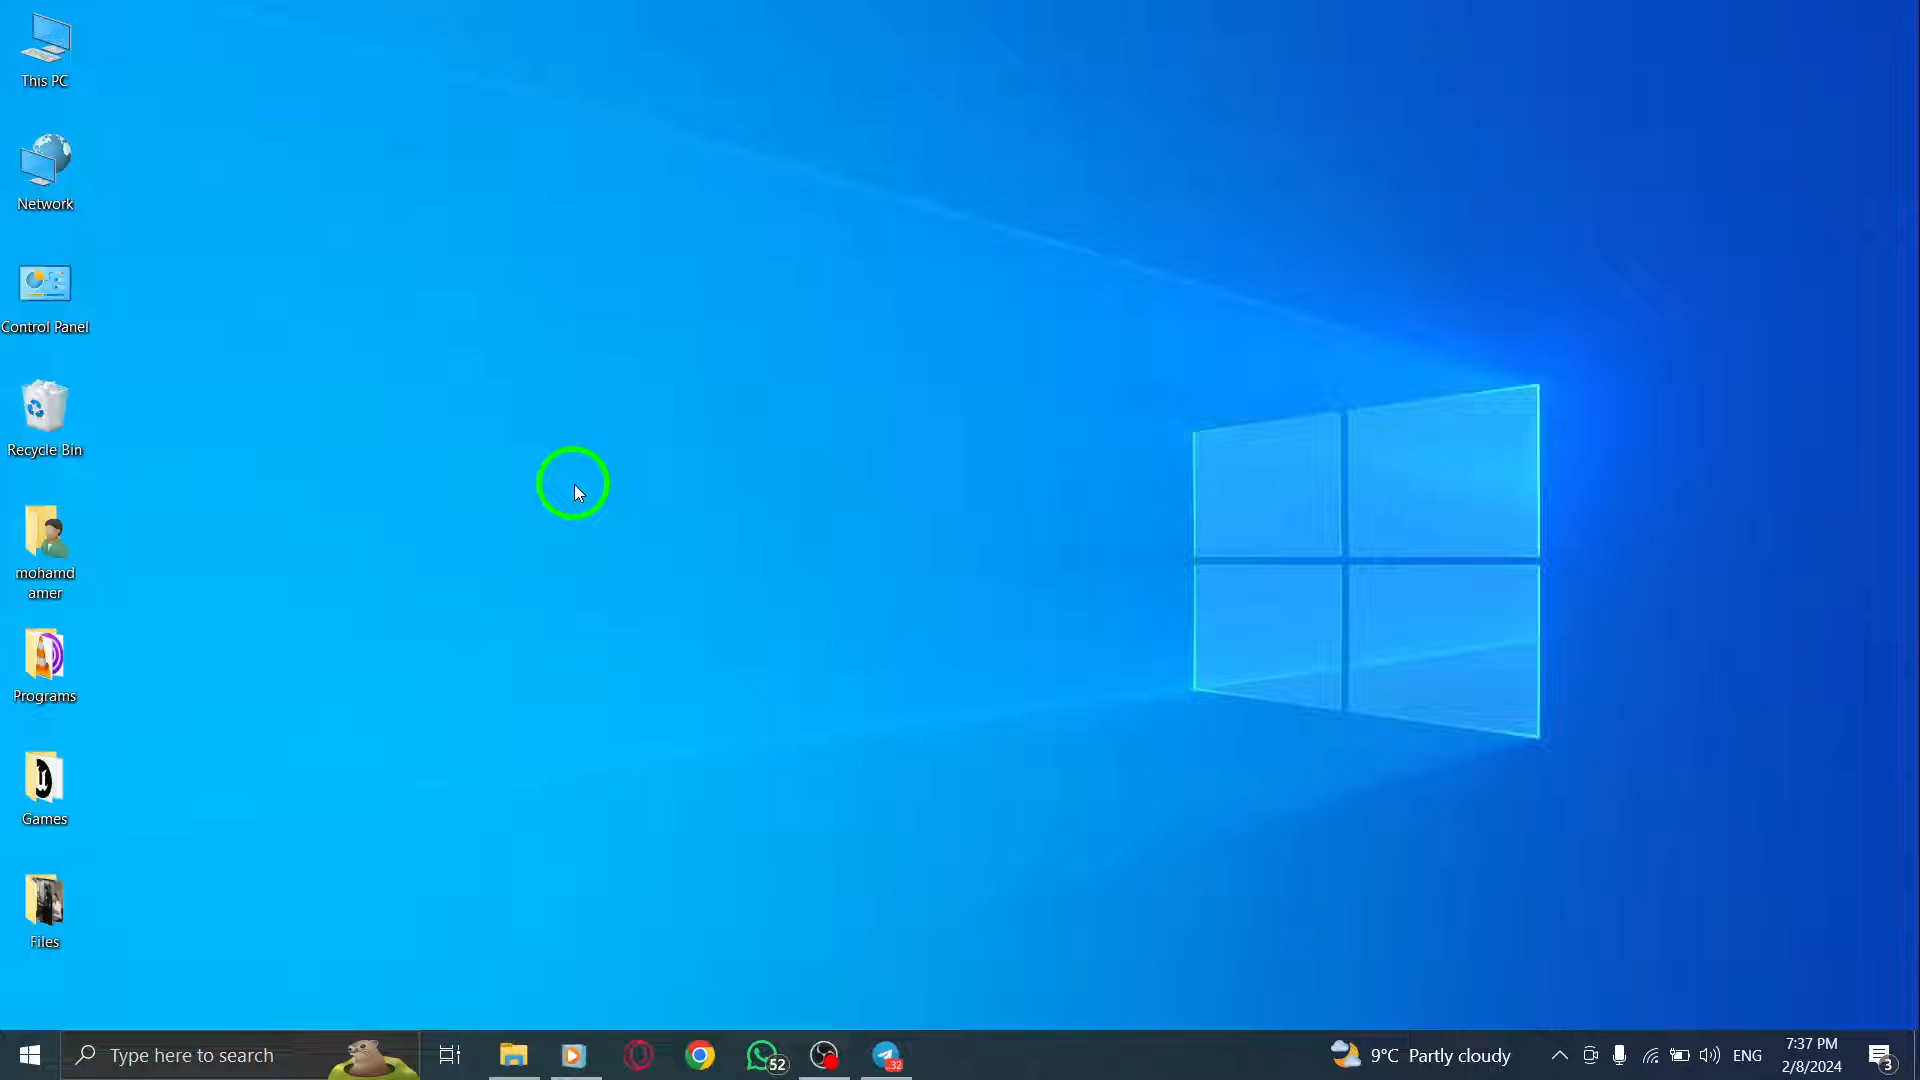 This PC
Network
Control Panel
Recycle Bin
mohamd
amer
Programs
Games
Files
Type here to search
52
32
9°C Partly cloudy
ENG
7:37 PM
2/8/2024
3